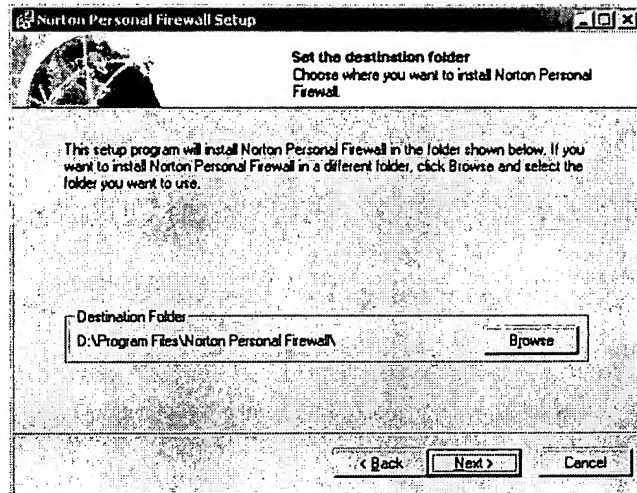 Norton Personal Firewall Setup
Set the destination folder
Choose where you want to install Norton Personal
Firewall.
This setup program will install Norton Personal Firewall in the folder shown below. If you
want to install Norton Personal Firewall in a different folder, click Browse and select the
folder you want to use.
Destination Folder
D:\Program Files\Norton Personal Firewall\
Browse
< Back
Next >
Cancel